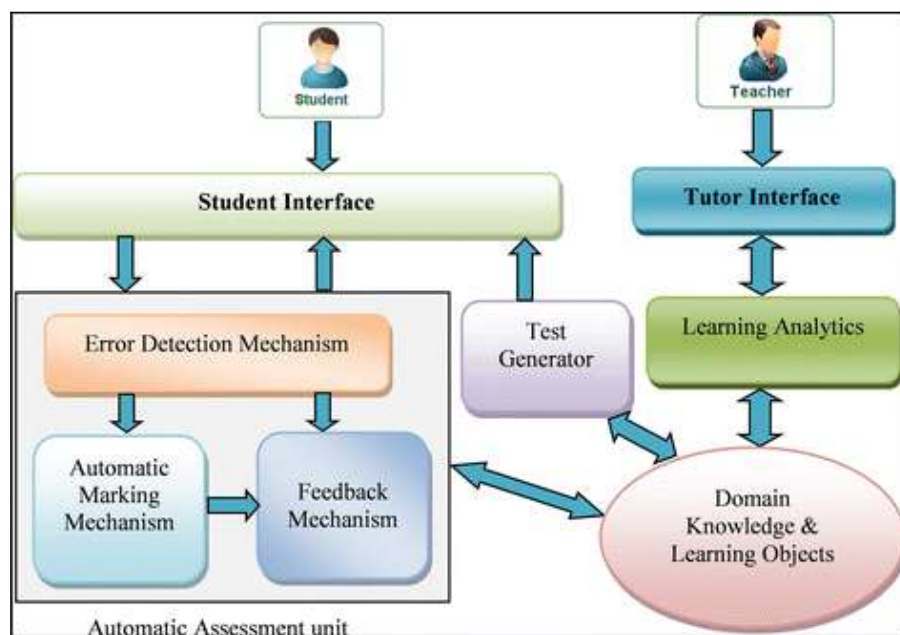 Student
Teacher
Student Interface
Tutor Interface
Error Detection Mechanism
Test
Generator
Learning Analytics
Automatic
Marking
Mechanism
Feedback
Mechanism
Domain
Knowledge &
Learning Objects
Automatic Assessment unit